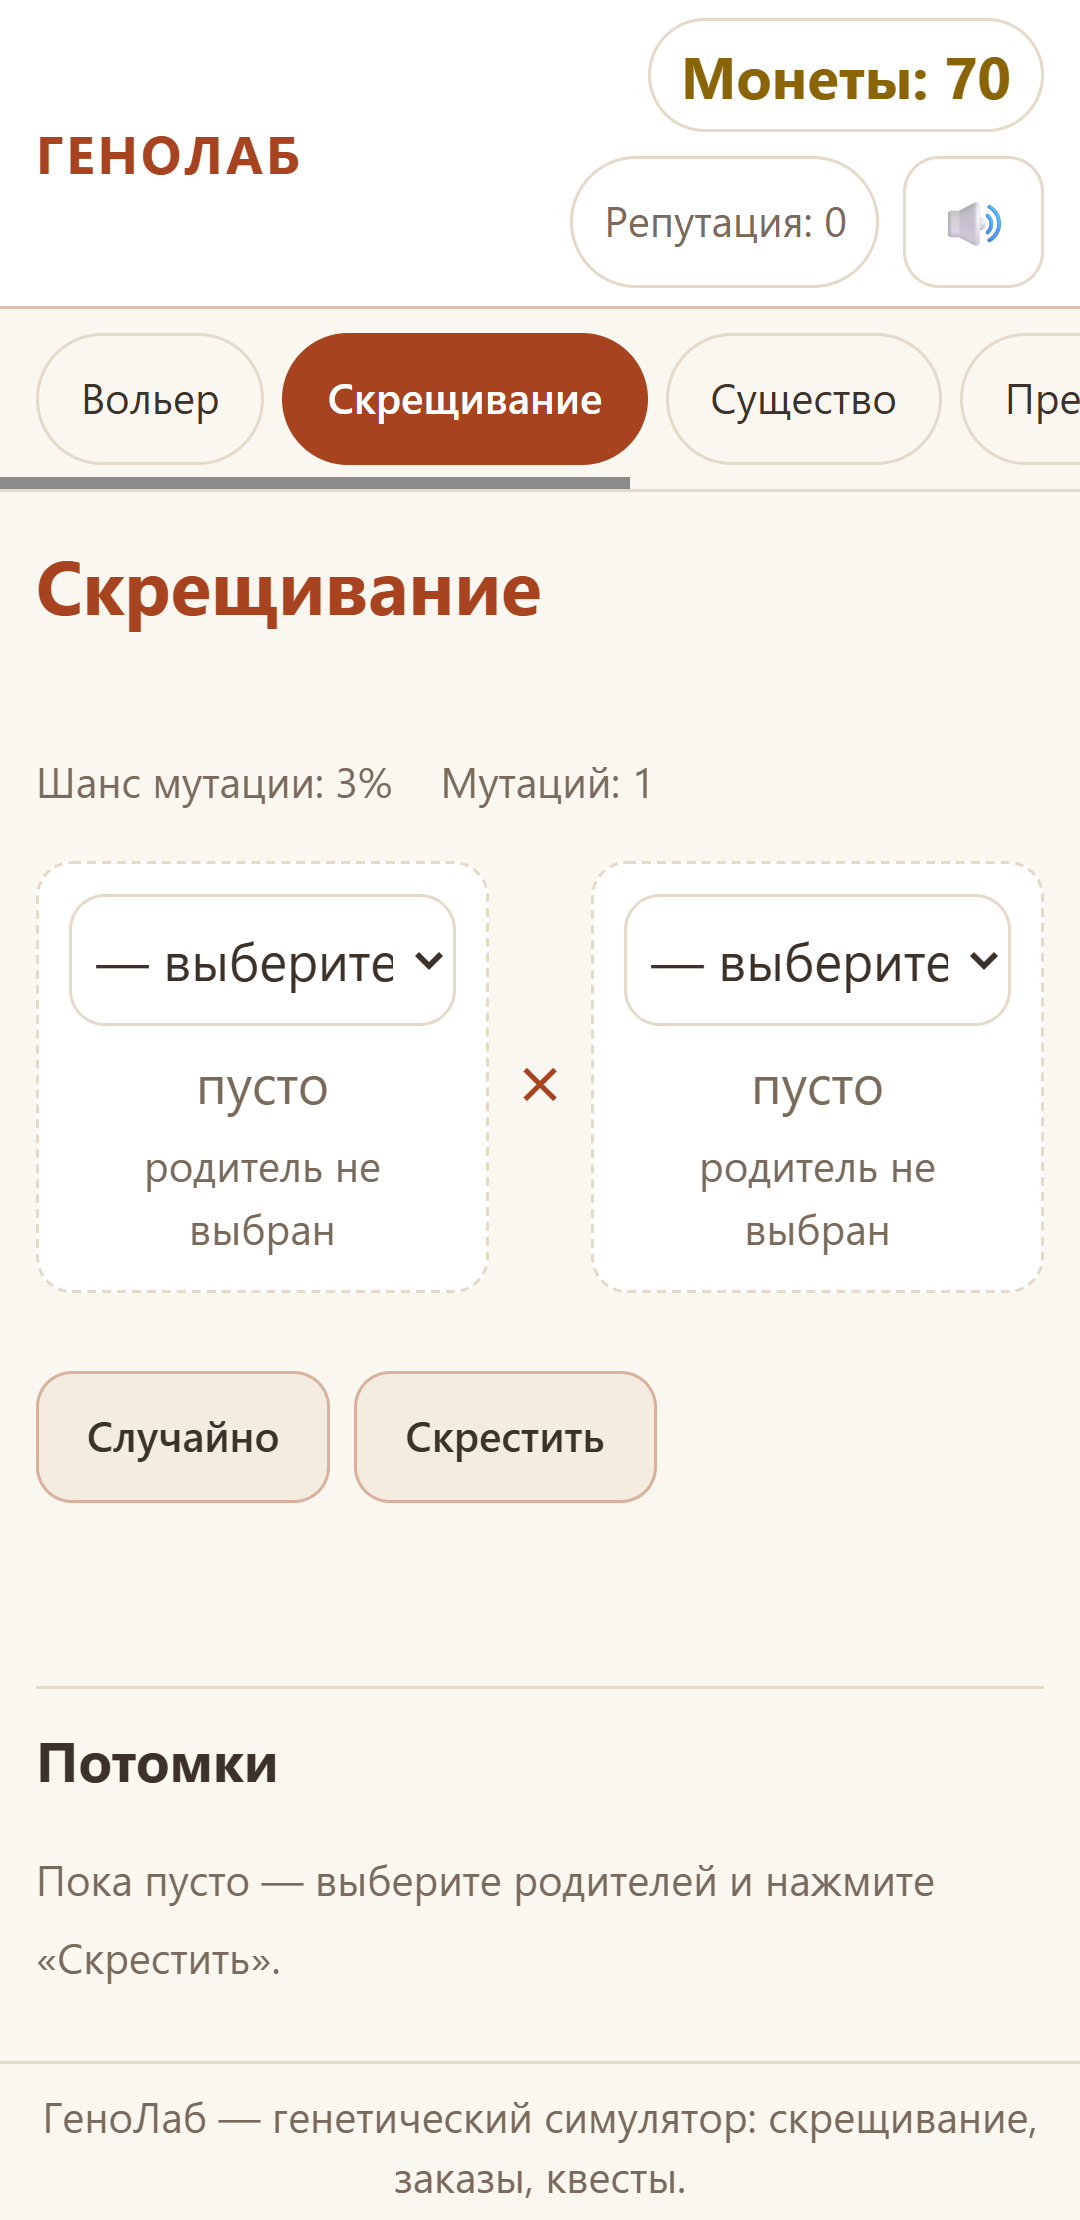 Монеты: 70
ГЕНОЛАБ
Репутация: 0
Вольер
Скрещивание
Существо
Пре
Скрещивание
Шанс мутации: 3% Мутаций: 1
— выберите
— выберите
пусто
×
пусто
родитель не
выбран
родитель не
выбран
Случайно
Скрестить
Потомки
Пока пусто — выберите родителей и нажмите
«Скрестить».
ГеноЛаб — генетический симулятор: скрещивание,
заказы, квесты.